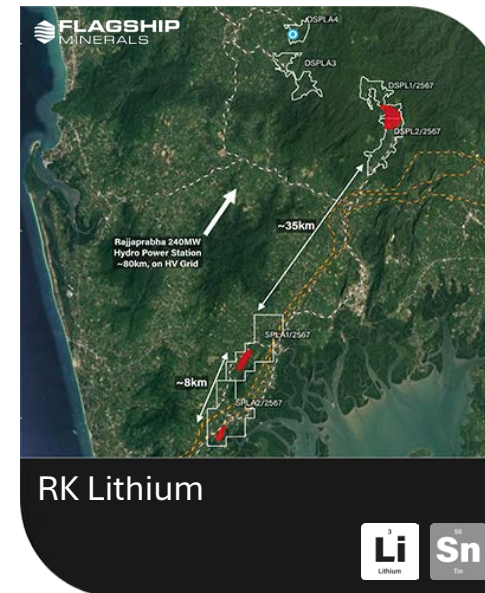 FLAGSHIP
MINERALS
DSPLA4
DSPLA3
DSPL1/2567
DSPL2/2567
~35km
Rajjaprabha 240MW
Hydro Power Station
~80km, on HV Grid
SPLA1/2567
~8km
SPLA2/2567
RK Lithium
3
Li
Lithium
50
Sn
Tin